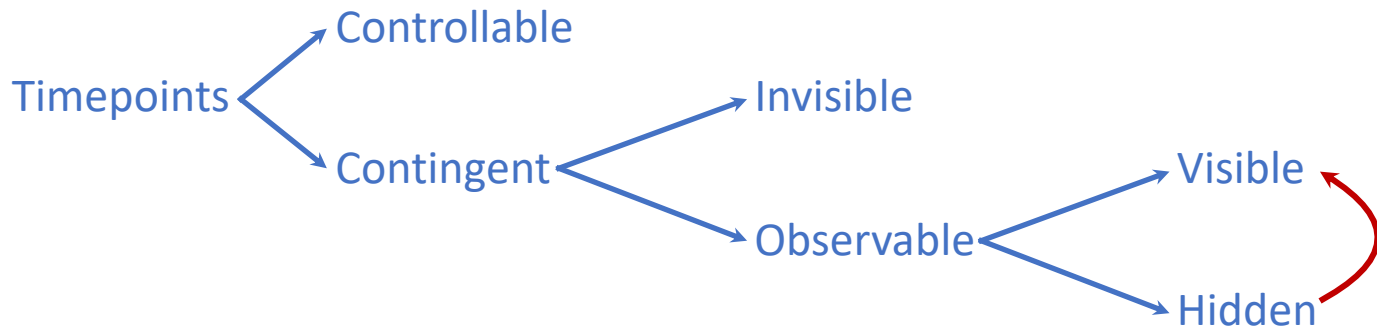 Controllable
Timepoints
Invisible
Contingent
Visible
Observable
Hidden